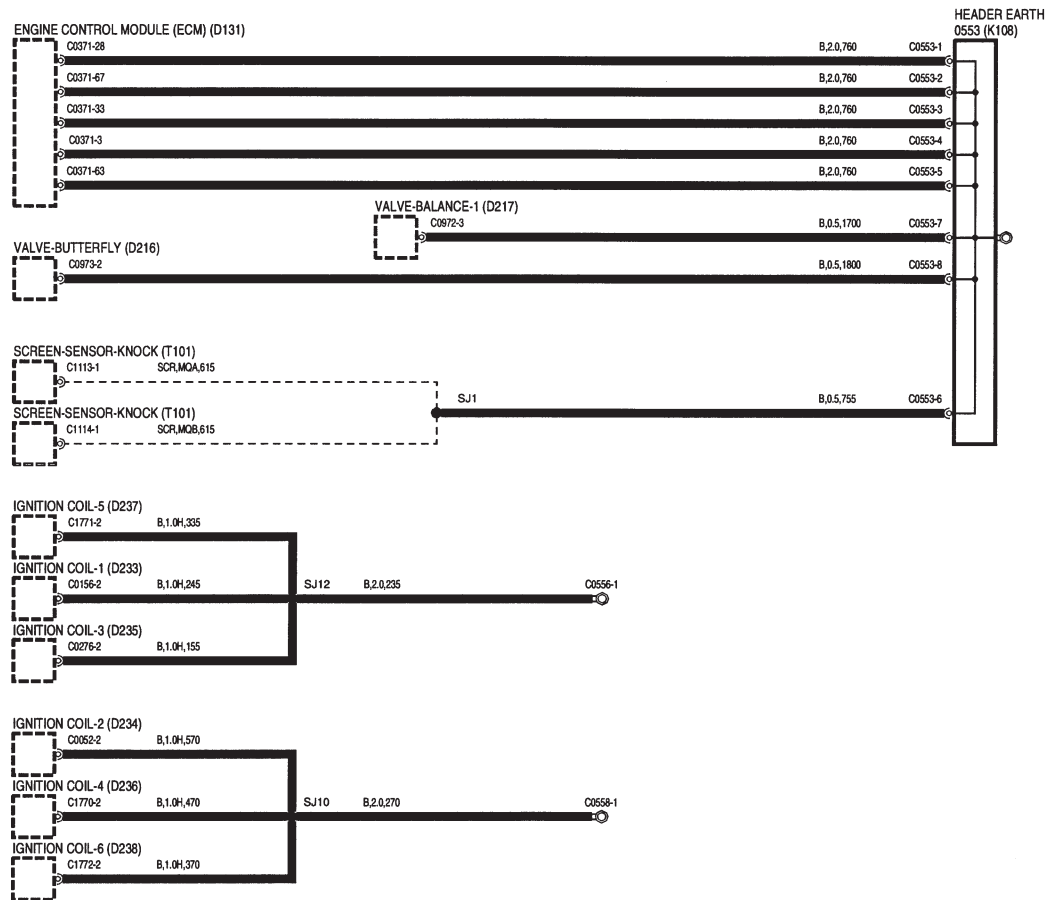 HEADER EARTH
0553 (K108)
ENGINE CONTROL MODULE (ECM) (D131)
C0371-28 B,2.0,760 C0553-1
C0371-67 B,2.0,760 C0553-2
C0371-33 B,2.0,760 C0553-3
C0371-3 B,2.0,760 C0553-4
C0371-63 B,2.0,760 C0553-5
VALVE-BALANCE-1 (D217)
C0972-3 B,0.5,1700 C0553-7
VALVE-BUTTERFLY (D216)
C0973-2 B,0.5,1800 C0553-8
SCREEN-SENSOR-KNOCK (T101)
C1113-1 SCR,MQA,615
SJ1 B,0.5,755 C0553-6
SCREEN-SENSOR-KNOCK (T101)
C1114-1 SCR,MQB,615
IGNITION COIL-5 (D237)
C1771-2 B,1.0H,335
IGNITION COIL-1 (D233)
C0156-2 B,1.0H,245 SJ12 B,2.0,235 C0556-1
IGNITION COIL-3 (D235)
C0276-2 B,1.0H,155
IGNITION COIL-2 (D234)
C0052-2 B,1.0H,570
IGNITION COIL-4 (D236)
C1770-2 B,1.0H,470 SJ10 B,2.0,270 C0558-1
IGNITION COIL-6 (D238)
C1772-2 B,1.0H,370